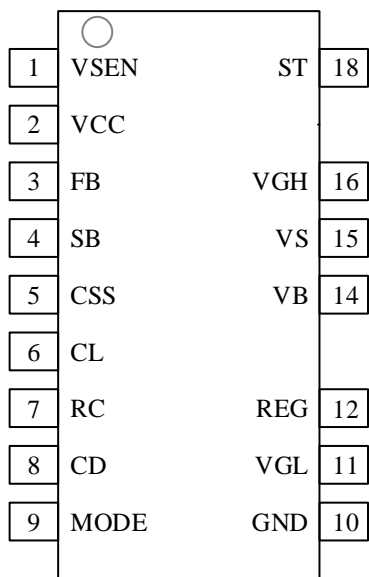 1 VSEN ST 18
2 VCC
3 FB VGH 16
4 SB VS 15
5 CSS VB 14
6 CL
7 RC REG 12
8 CD VGL 11
9 MODE GND 10